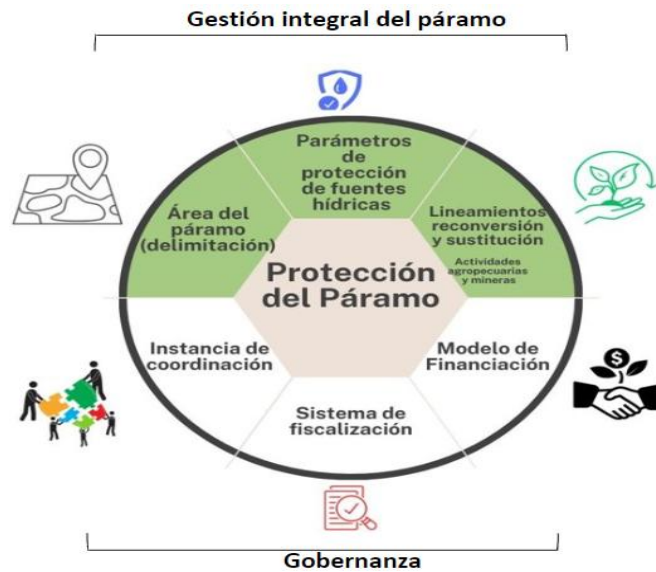 Gestión integral del páramo
Parámetros
de
protección
de fuentes
hídricas
Área del
páramo
(delimitación)
Lineamientos
reconversión y
sustitución
Actividades
agropecuarias
y mineras
Protección
del Páramo
Instancia de
coordinación
Modelo de
Financiación
Sistema de
fiscalización
$
Gobernanza